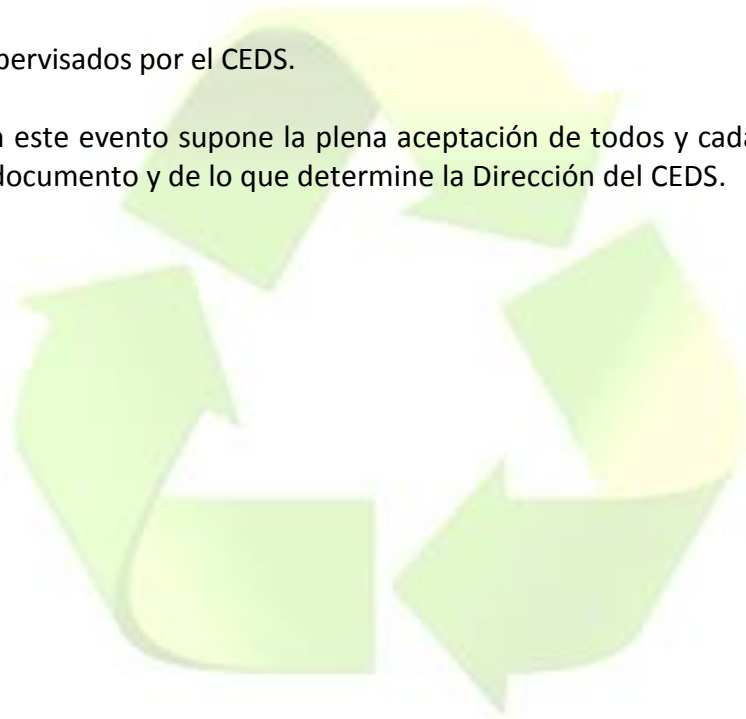 pervisados por el CEDS.
n este evento supone la plena aceptación de todos y cada
documento y de lo que determine la Dirección del CEDS.